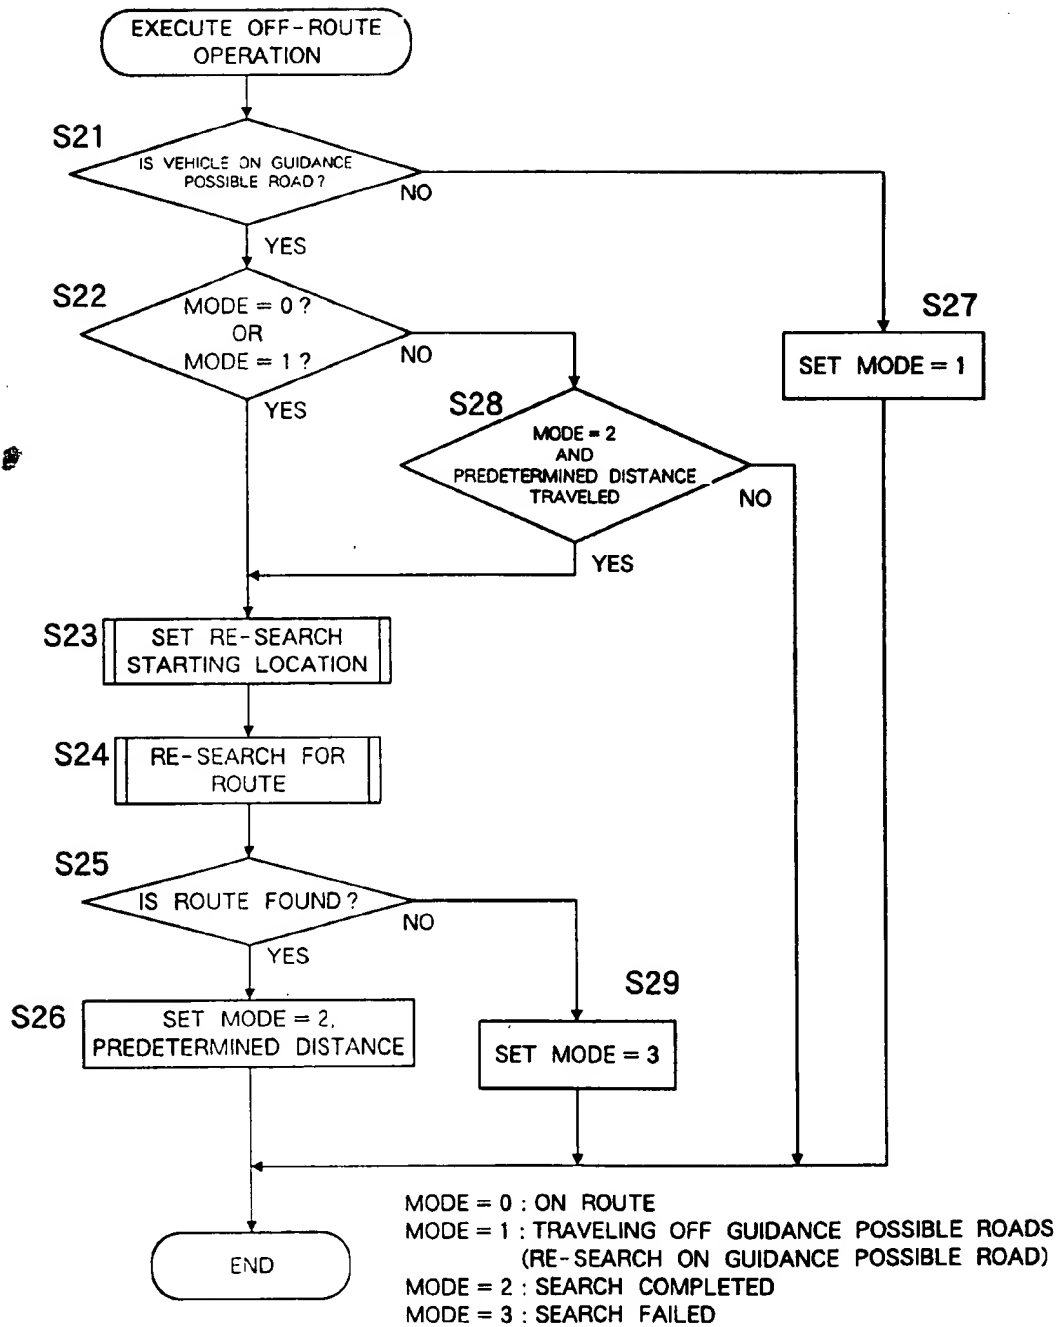 EXECUTE OFF-ROUTE
OPERATION
S21
IS VEHICLE ON GUIDANCE
POSSIBLE ROAD?
NO
YES
S22
MODE = 0 ?
OR
MODE = 1 ?
NO
YES
S27
SET MODE = 1
S28
MODE = 2
AND
PREDETERMINED DISTANCE
TRAVELED
NO
YES
S23
SET RE-SEARCH
STARTING LOCATION
S24
RE-SEARCH FOR
ROUTE
S25
IS ROUTE FOUND ?
NO
YES
S26
SET MODE = 2,
PREDETERMINED DISTANCE
S29
SET MODE = 3
END
MODE = 0 : ON ROUTE
MODE = 1 : TRAVELING OFF GUIDANCE POSSIBLE ROADS
(RE-SEARCH ON GUIDANCE POSSIBLE ROAD)
MODE = 2 : SEARCH COMPLETED
MODE = 3 : SEARCH FAILED